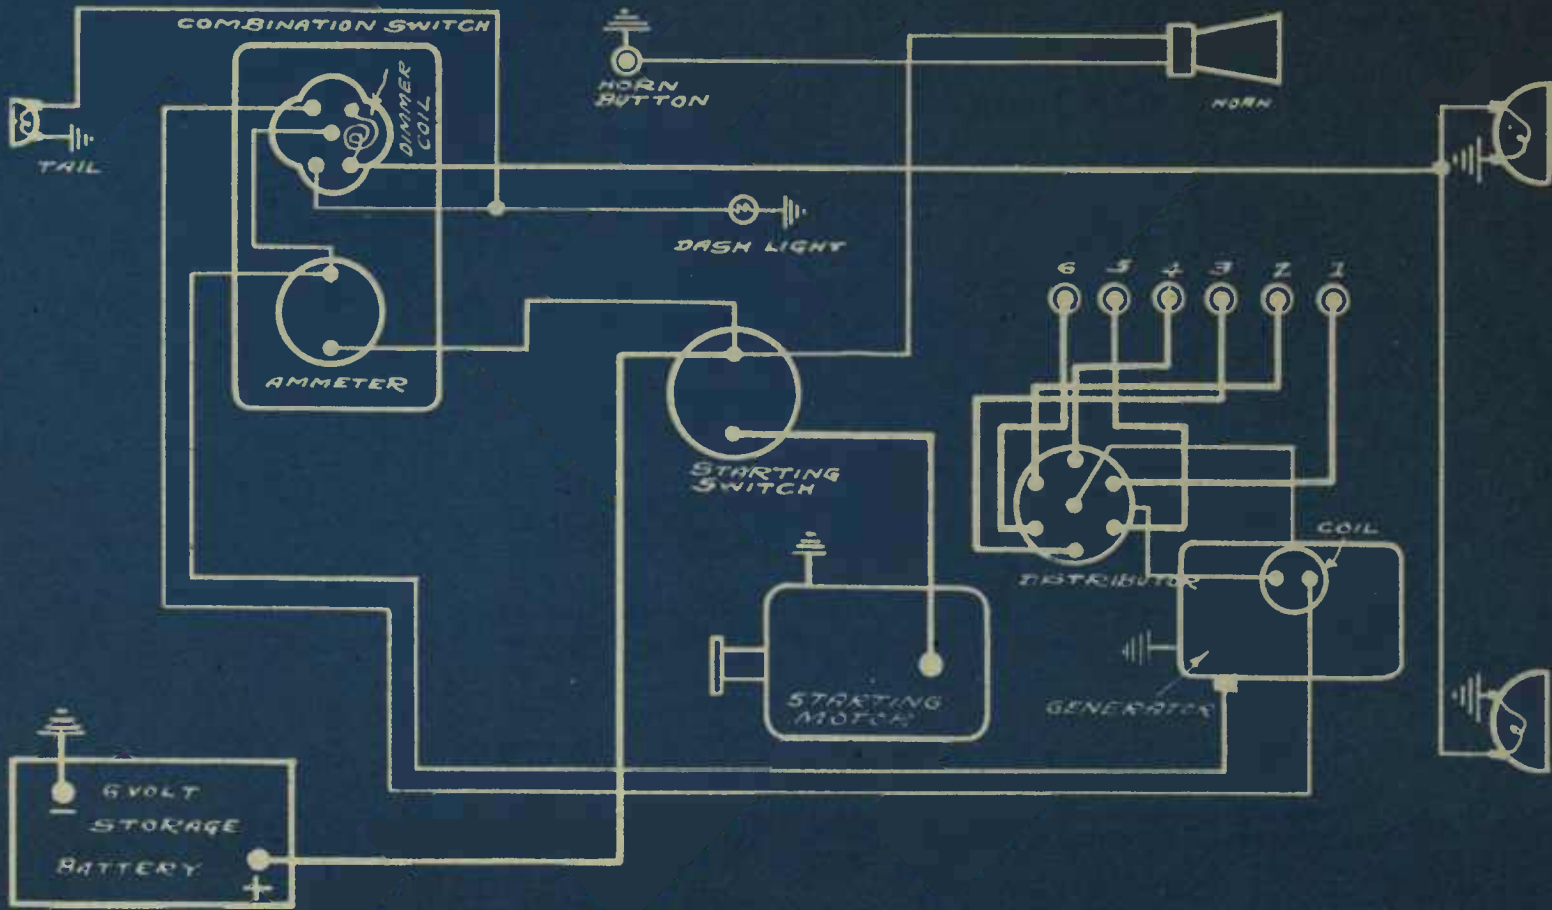 COMBINATION SWITCH
DIMMER
COIL
HORN
BUTTON
HORN
TAIL
DASH LIGHT
6 5 4 3 2 1
AMMETER
STARTING
SWITCH
COIL
DISTRIBUTOR
STARTING
MOTOR
GENERATOR
6 VOLT
-
STORAGE
BATTERY
+